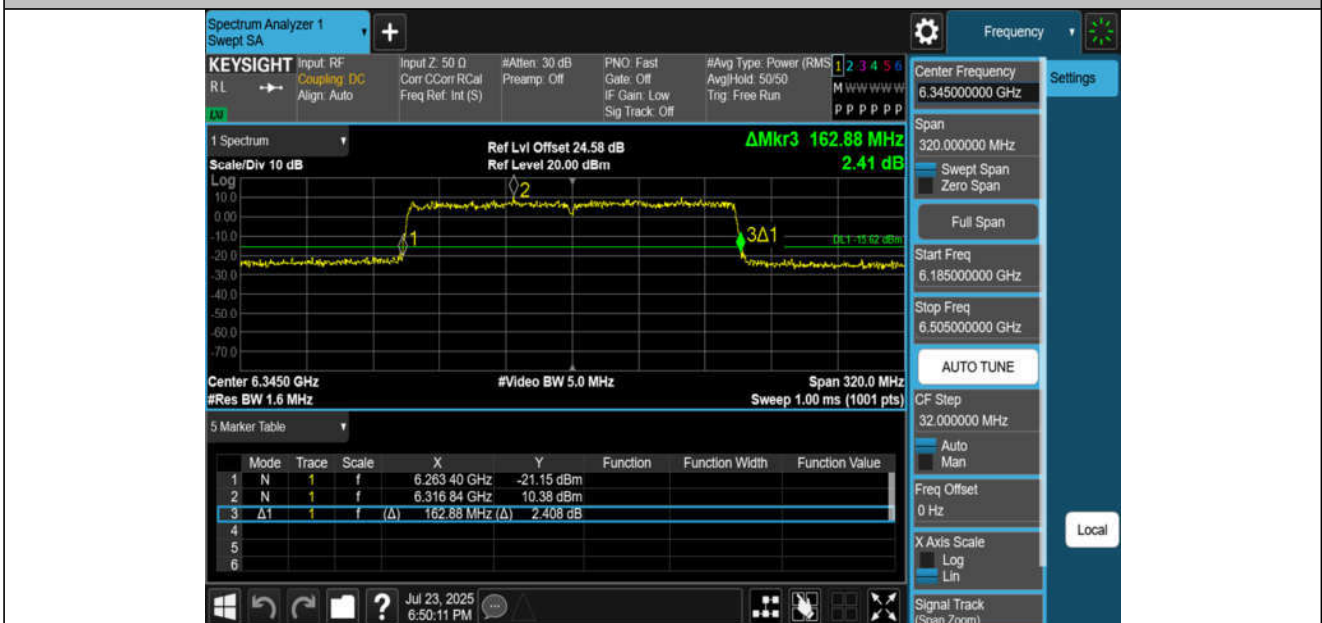 Spectrum Analyzer 1
Swept SA
+
Frequency
KEYSIGHT
RL
LU
Input: RF
Coupling: DC
Align: Auto
Input Z: 50 Ω
Corr CCorr RCal
Freq Ref: Int (S)
#Atten: 30 dB
Preamp: Off
PNO: Fast
Gate: Off
IF Gain: Low
Sig Track: Off
#Avg Type: Power (RMS
Avg|Hold: 50/50
Trig: Free Run
1 2 3 4 5 6
M W W W W W
P P P P P P
1 Spectrum
Scale/Div 10 dB
Ref Lvl Offset 24.58 dB
Ref Level 20.00 dBm
ΔMkr3 162.88 MHz
2.41 dB
Log
10.0
0.00
-10.0
-20.0
-30.0
-40.0
-50.0
-60.0
-70.0
1
2
3Δ1
DL1 -15.62 dBm
Center 6.3450 GHz
#Video BW 5.0 MHz
Span 320.0 MHz
#Res BW 1.6 MHz
Sweep 1.00 ms (1001 pts)
5 Marker Table
Mode Trace Scale X Y Function Function Width Function Value
1 N 1 f 6.263 40 GHz -21.15 dBm
2 N 1 f 6.316 84 GHz 10.38 dBm
3 Δ1 1 f (Δ) 162.88 MHz (Δ) 2.408 dB
4
5
6
?
Jul 23, 2025
6:50:11 PM
Center Frequency
6.345000000 GHz
Span
320.000000 MHz
Swept Span
Zero Span
Full Span
Start Freq
6.185000000 GHz
Stop Freq
6.505000000 GHz
AUTO TUNE
CF Step
32.000000 MHz
Auto
Man
Freq Offset
0 Hz
X Axis Scale
Log
Lin
Signal Track
(Span Zoom)
Settings
Local